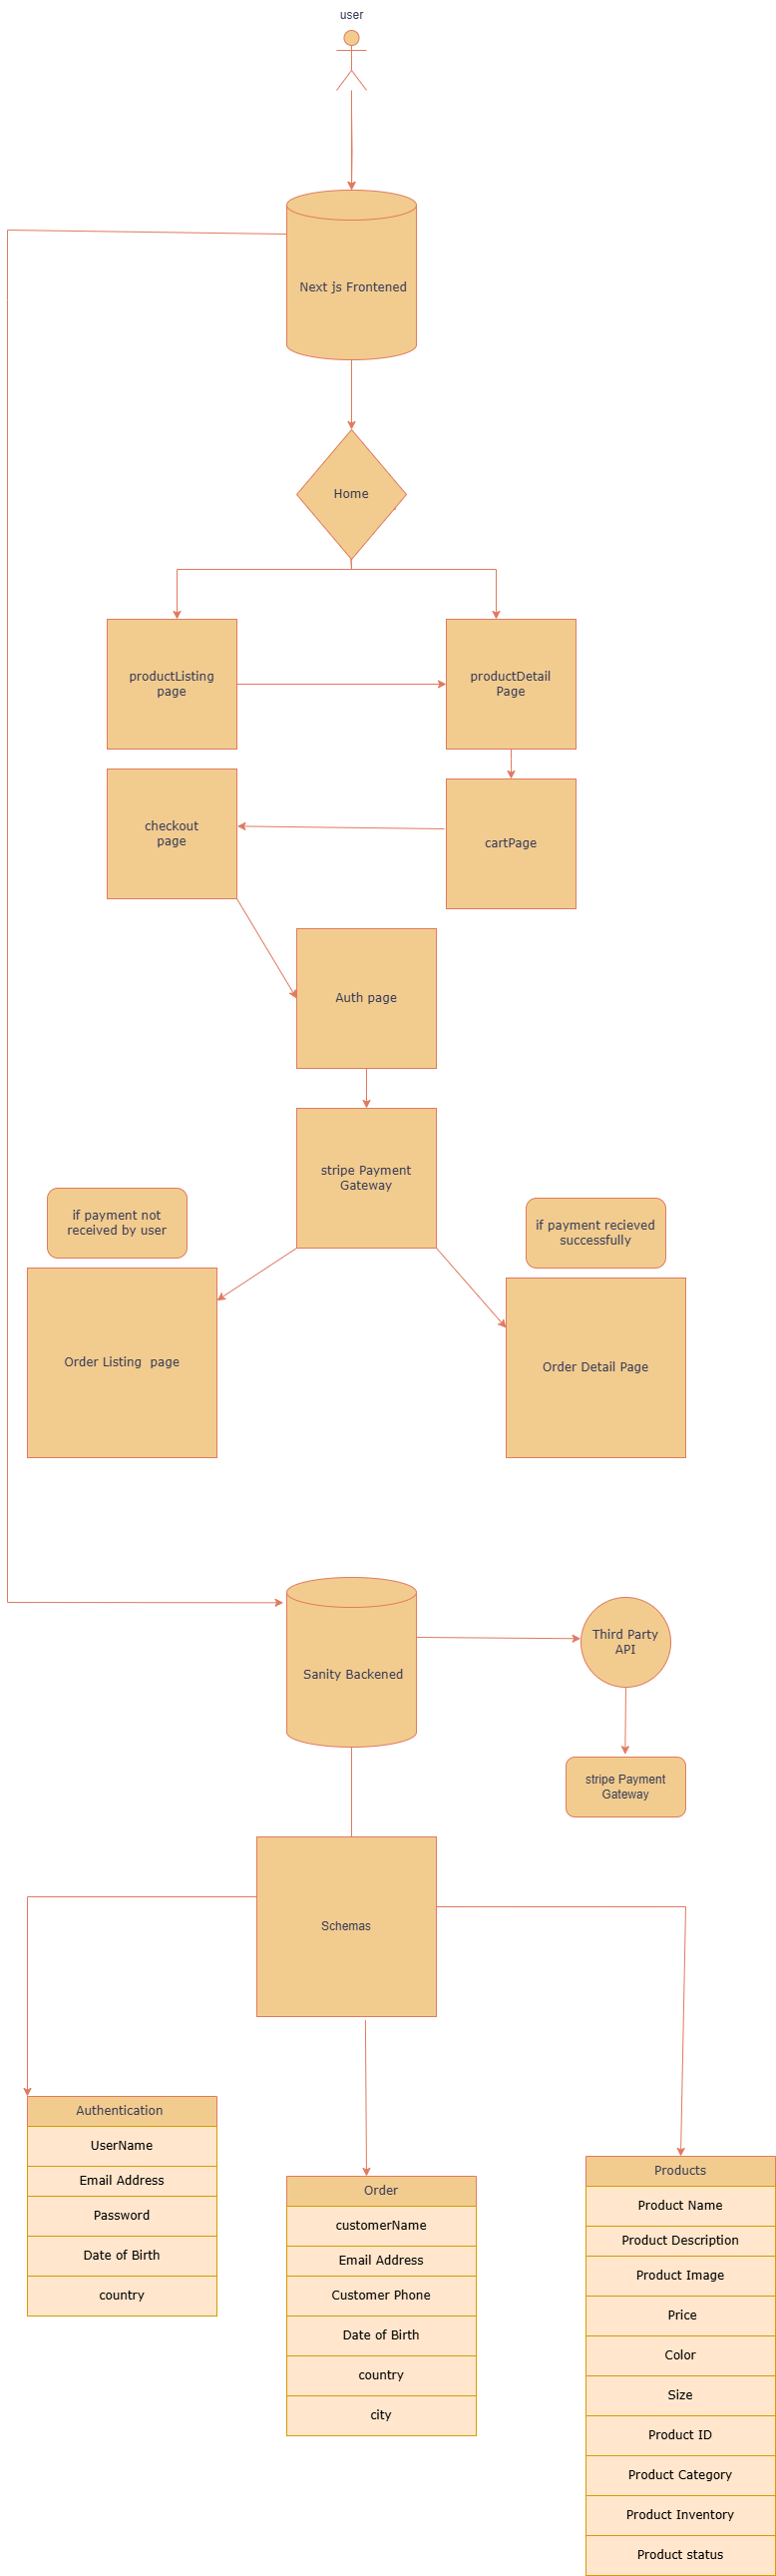 user
Next js Frontened
Home
productListing
page
productDetail
Page
checkout
page
cartPage
Auth page
stripe Payment
Gateway
if payment not
received by user
if payment recieved
successfully
Order Listing  page
Order Detail Page
Sanity Backened
Third Party
API
stripe Payment
Gateway
Schemas
Authentication
UserName
Email Address
Password
Date of Birth
country
Order
customerName
Email Address
Customer Phone
Date of Birth
country
city
Products
Product Name
Product Description
Product Image
Price
Color
Size
Product ID
Product Category
Product Inventory
Product status